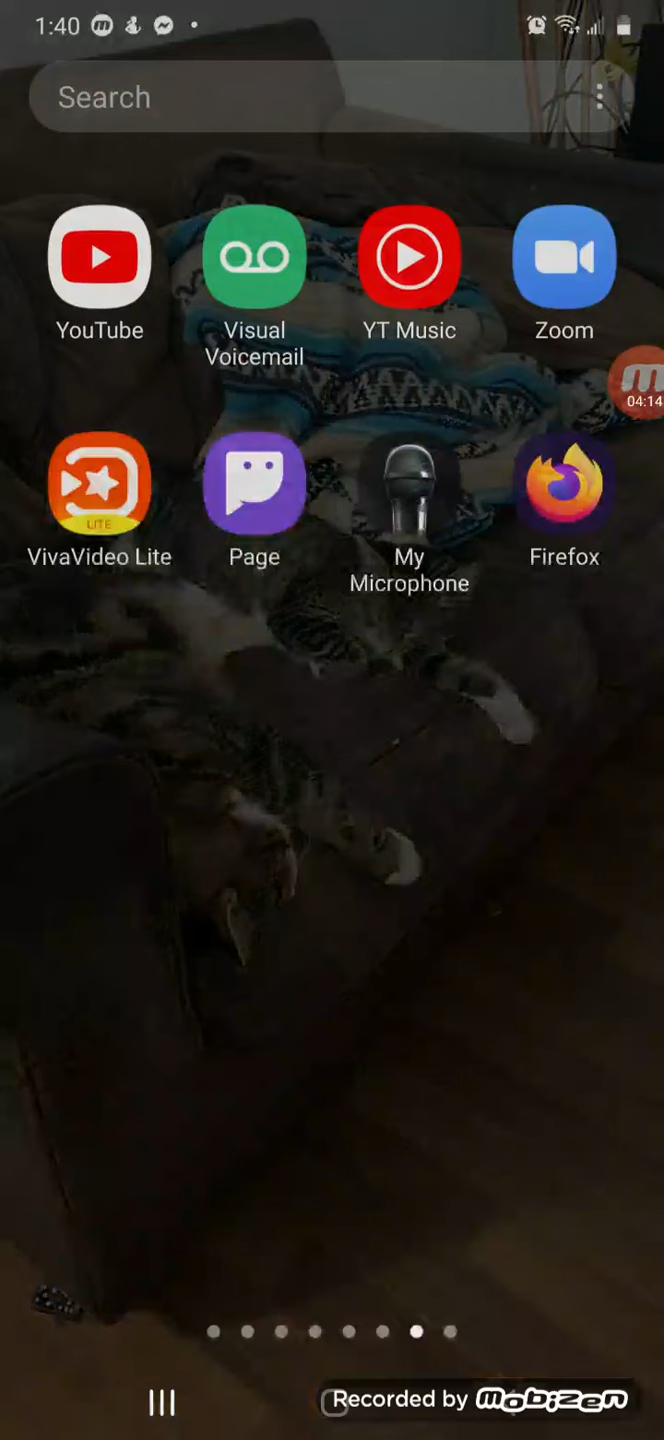 1:40
Search
YouTube
Visual
Voicemail
YT Music
Zoom
04:14
LITE
VivaVideo Lite
Page
My
Microphone
Firefox
Recorded by mobizen